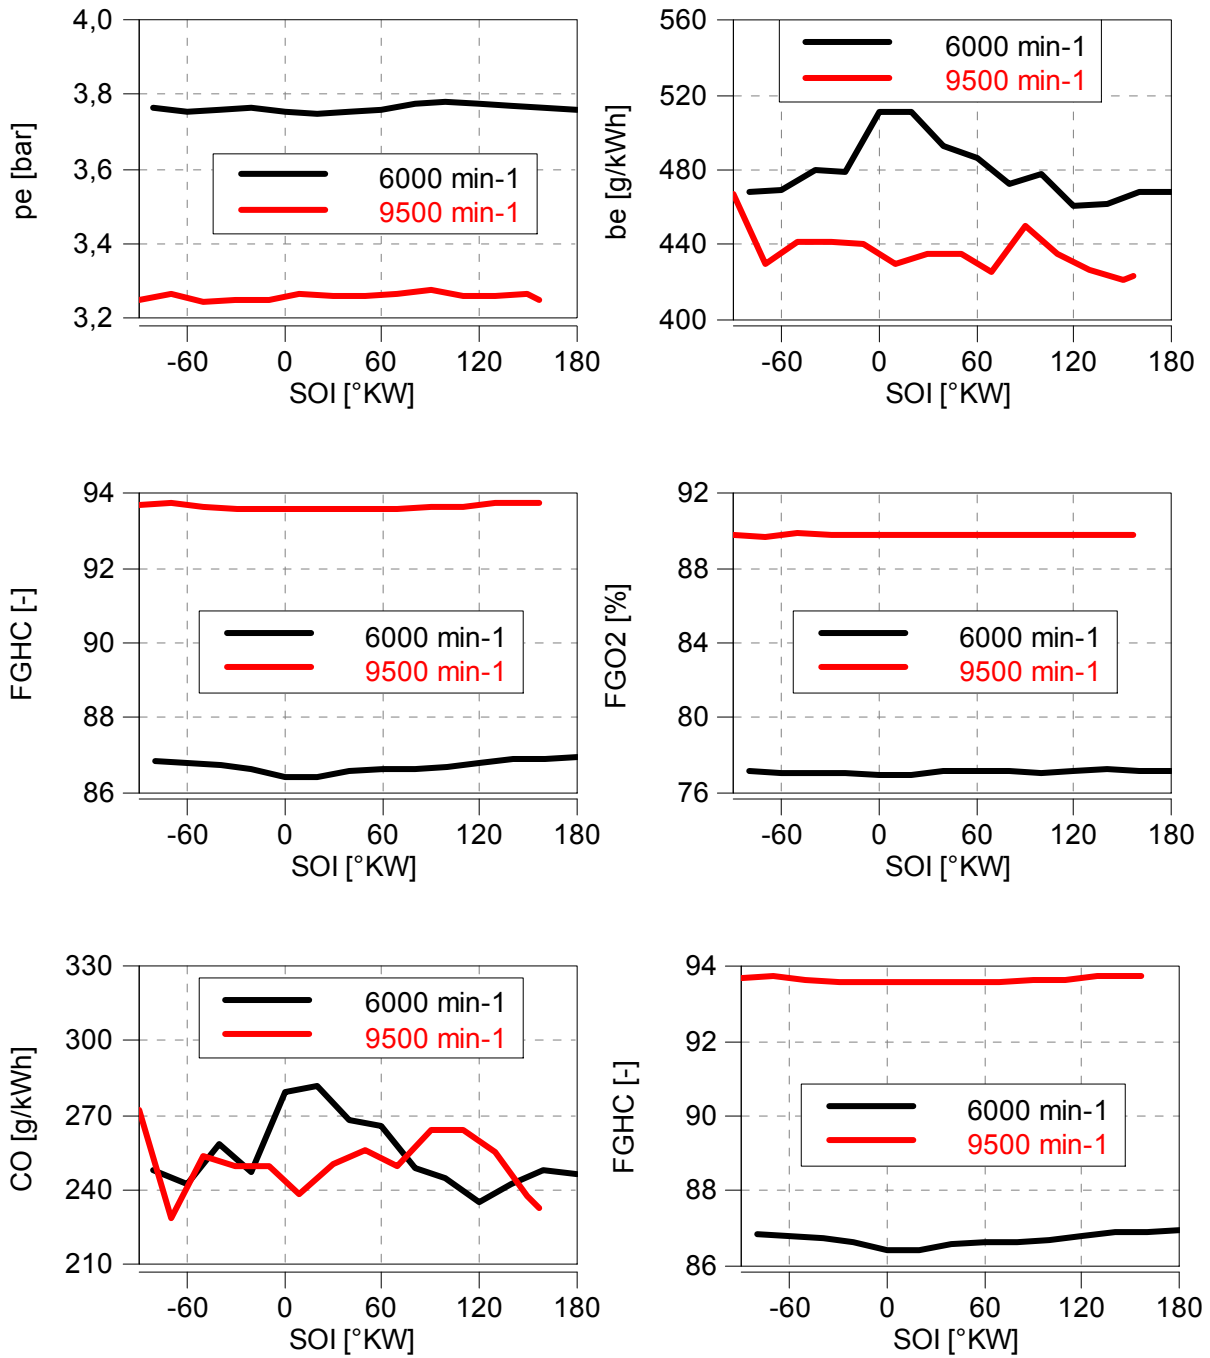 4,0
3,8
3,6
3,4
3,2
pe [bar]
6000 min-1
9500 min-1
-60 0 60 120 180
SOI [°KW]
560
520
480
440
400
be [g/kWh]
6000 min-1
9500 min-1
-60 0 60 120 180
SOI [°KW]
94
92
90
88
86
FGHC [-]
6000 min-1
9500 min-1
-60 0 60 120 180
SOI [°KW]
92
88
84
80
76
FGO2 [%]
6000 min-1
9500 min-1
-60 0 60 120 180
SOI [°KW]
330
300
270
240
210
CO [g/kWh]
6000 min-1
9500 min-1
-60 0 60 120 180
SOI [°KW]
94
92
90
88
86
FGHC [-]
6000 min-1
9500 min-1
-60 0 60 120 180
SOI [°KW]